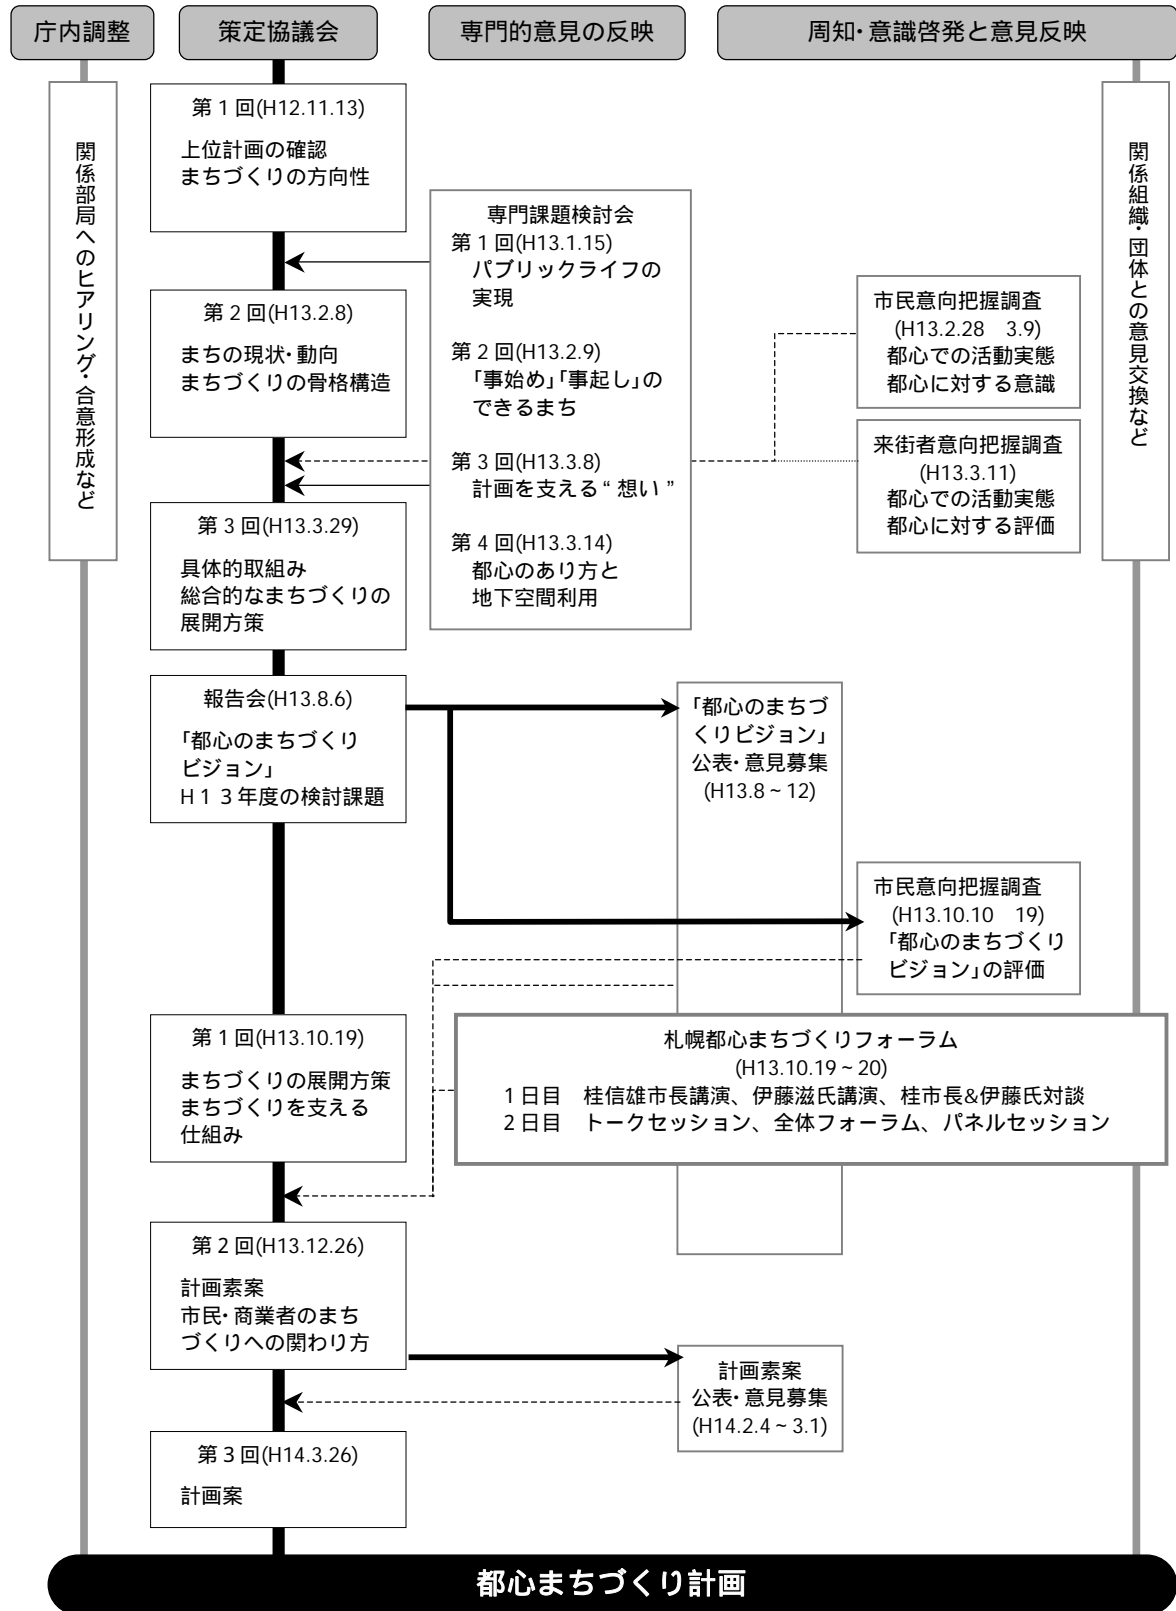 庁内調整
策定協議会
専門的意見の反映
周知・意識啓発と意見反映
関係部局へのヒアリング・合意形成など
第1回(H12.11.13)
上位計画の確認
まちづくりの方向性
第2回(H13.2.8)
まちの現状・動向
まちづくりの骨格構造
第3回(H13.3.29)
具体的取組み
総合的なまちづくりの
展開方策
報告会(H13.8.6)
「都心のまちづくり
ビジョン」
H13年度の検討課題
第1回(H13.10.19)
まちづくりの展開方策
まちづくりを支える
仕組み
第2回(H13.12.26)
計画素案
市民・商業者のまち
づくりへの関わり方
第3回(H14.3.26)
計画案
専門課題検討会
第1回(H13.1.15)
パブリックライフの
実現
第2回(H13.2.9)
「事始め」「事起し」の
できるまち
第3回(H13.3.8)
計画を支える“想い”
第4回(H13.3.14)
都心のあり方と
地下空間利用
市民意向把握調査
(H13.2.28 3.9)
都心での活動実態
都心に対する意識
来街者意向把握調査
(H13.3.11)
都心での活動実態
都心に対する評価
関係組織・団体との意見交換など
「都心のまちづ
くりビジョン」
公表・意見募集
(H13.8~12)
市民意向把握調査
(H13.10.10 19)
「都心のまちづくり
ビジョン」の評価
札幌都心まちづくりフォーラム
(H13.10.19~20)
1日目 桂信雄市長講演、伊藤滋氏講演、桂市長&伊藤氏対談
2日目 トークセッション、全体フォーラム、パネルセッション
計画素案
公表・意見募集
(H14.2.4~3.1)
都心まちづくり計画